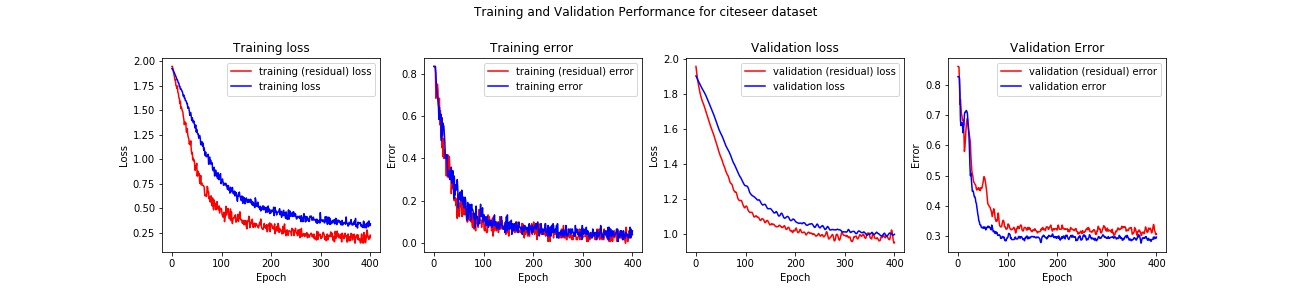 Training and Validation Performance for citeseer dataset
Training loss
2.00
1.75
1.50
1.25
1.00
0.75
0.50
0.25
Loss
training (residual) loss
training loss
0 100 200 300 400
Epoch
Training error
0.8
0.6
0.4
0.2
0.0
Error
training (residual) error
training error
0 100 200 300 400
Epoch
Validation loss
2.0
1.8
1.6
1.4
1.2
1.0
Loss
validation (residual) loss
validation loss
0 100 200 300 400
Epoch
Validation Error
0.8
0.7
0.6
0.5
0.4
0.3
Error
validation (residual) error
validation error
0 100 200 300 400
Epoch